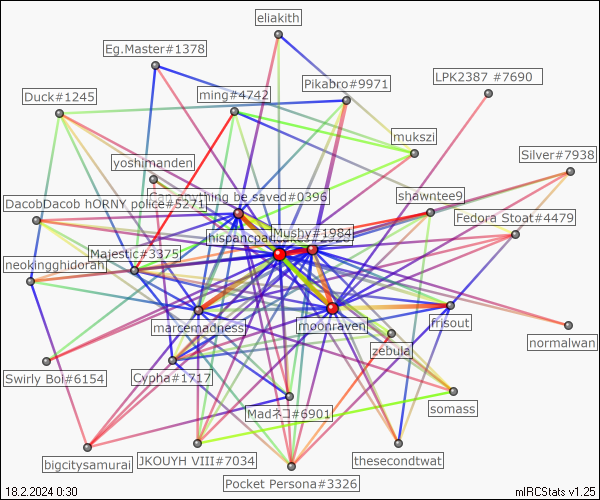 eliakith
Eg.Master#1378
LPK2387 #7690
Pikabro#9971
ming#4742
Duck#1245
mukszi
Silver#7938
yoshimanden
Can anything be saved#0396
shawntee9
DacobDacob hORNY police#5271
Fedora Stoat#4479
Mushy#1984
Majestic#3375
neokingghidorah
marcemadness
moonraven
frisout
normalwan
zebula
Swirly Boi#6154
Cypha#1717
somass
Madネコ#6901
bigcitysamurai
JKOUYH VIII#7034
thesecondtwat
Pocket Persona#3326
18.2.2024 0:30
mIRCStats v1.25